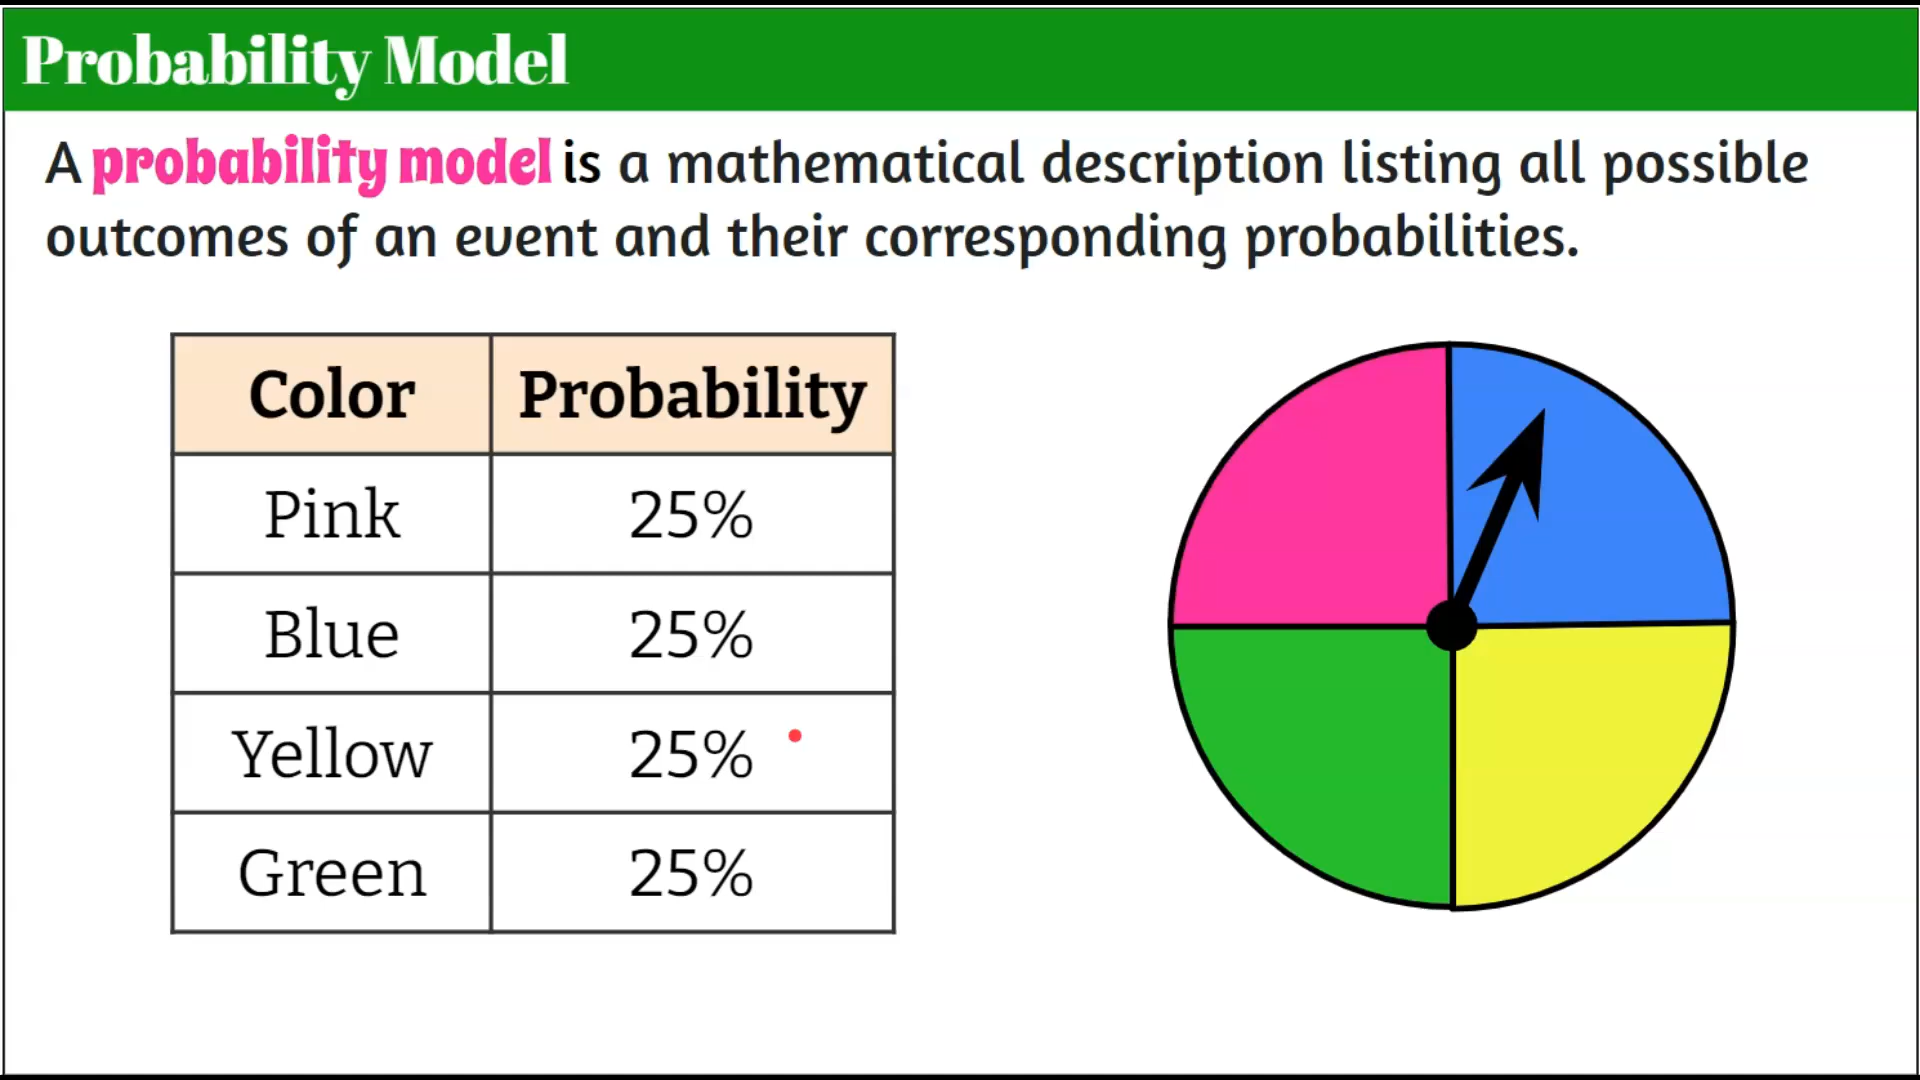 Probability Model
A probability model is a mathematical description listing all possible
outcomes of an event and their corresponding probabilities.
Color Probability
Pink 25%
Blue 25%
Yellow 25%
Green 25%